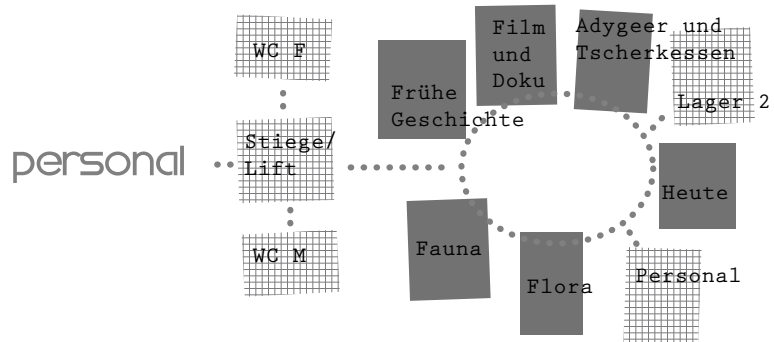 WC F
Film
und
Doku
Adygeer und
Tscherkessen
Frühe
Geschichte
Lager 2
personal
Stiege/
Lift
Heute
WC M
Fauna
Flora
Personal